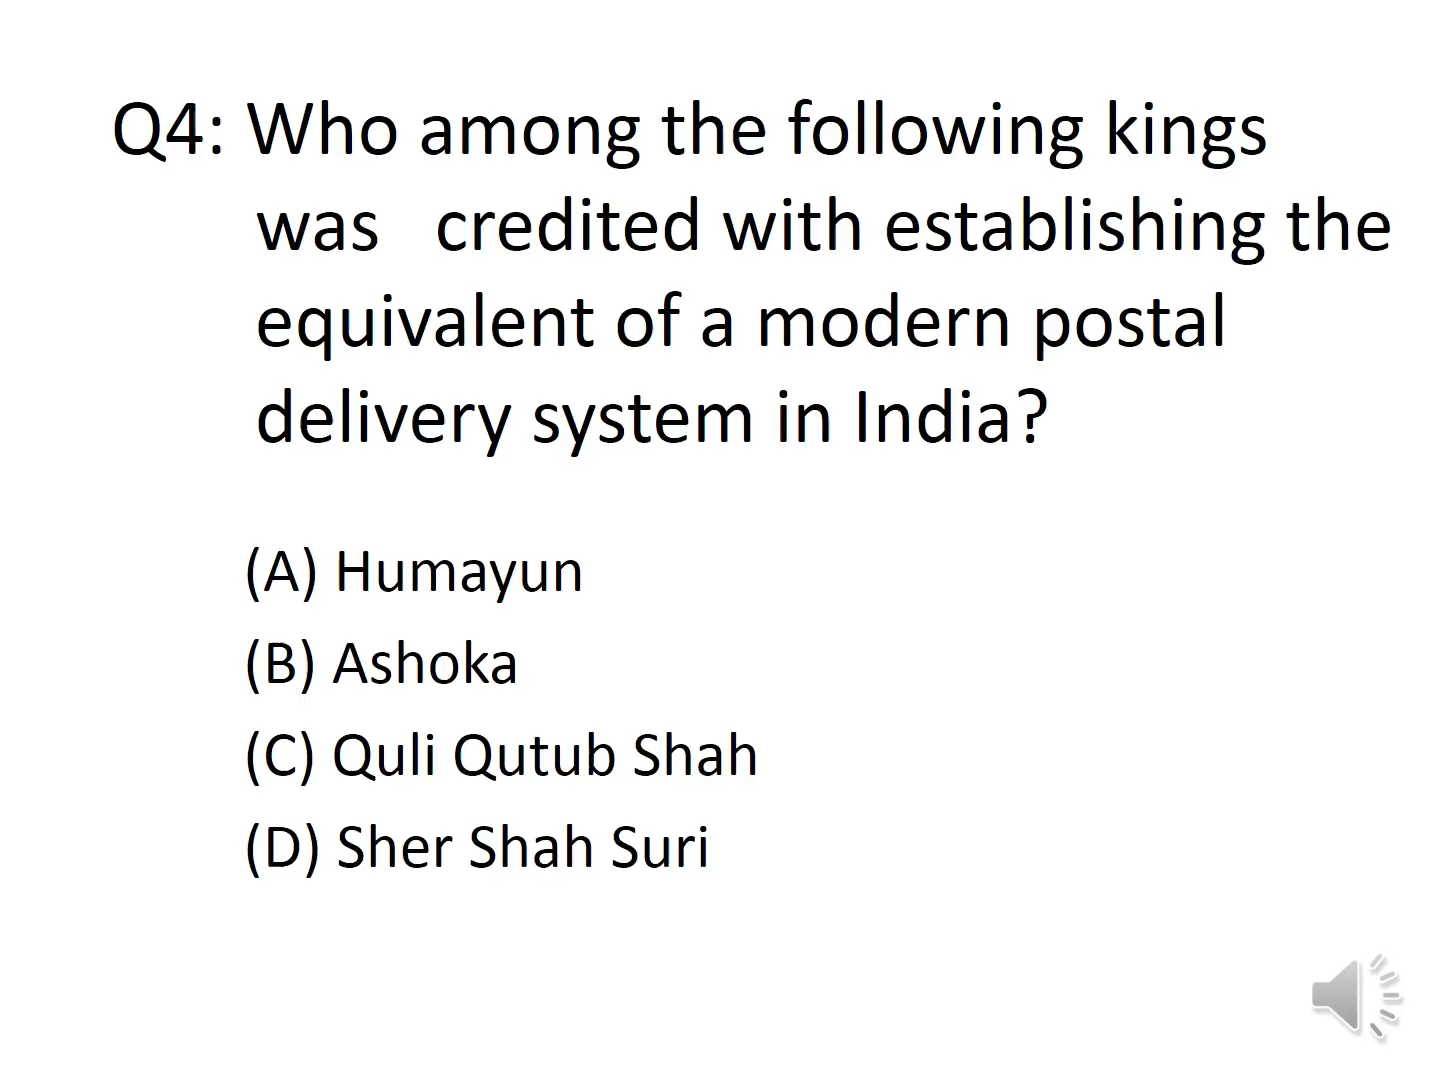 Q4: Who among the following kings
was credited with establishing the
equivalent of a modern postal
delivery system in India?
(A) Humayun
(B) Ashoka
(C) Quli Qutub Shah
(D) Sher Shah Suri